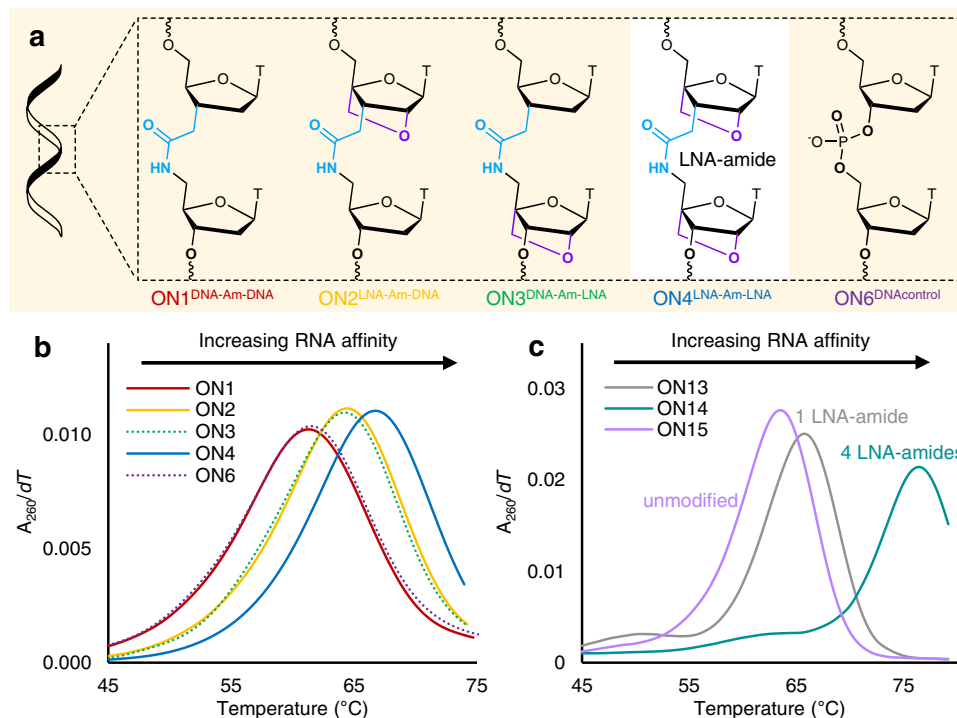 a
O O O O O
O T O T O T O T O T
O O O O O
O O O
HN HN HN HN LNA-amide ⁻O P O
O
O T O T O T O T O T
O O O O O O O
ON1DNA-Am-DNA ON2LNA-Am-DNA ON3DNA-Am-LNA ON4LNA-Am-LNA ON6DNAcontrol
b
Increasing RNA affinity
ON1
ON2
ON3
ON4
ON6
A260/dT
0.010
0.005
0.000
45 55 65 75
Temperature (°C)
c
Increasing RNA affinity
ON13
ON14
ON15
1 LNA-amide
4 LNA-amides
unmodified
A260/dT
0.03
0.02
0.01
0
45 55 65 75
Temperature (°C)